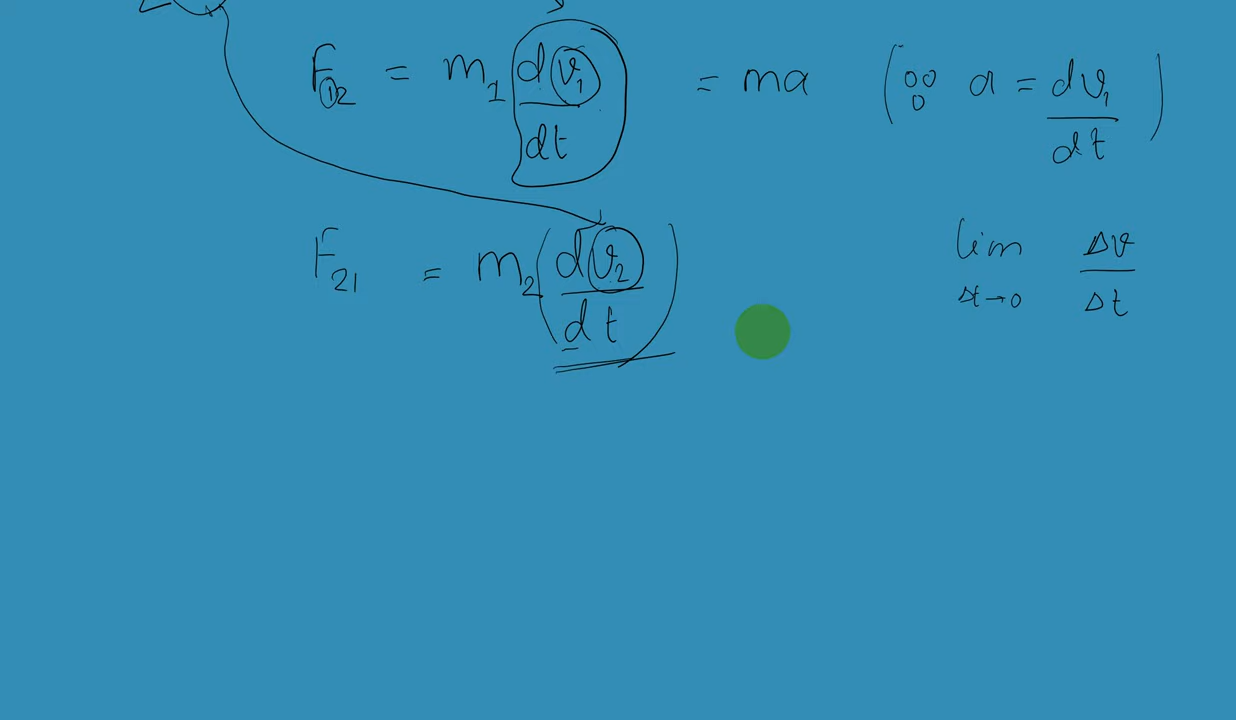 F₁₂ = m₁ dv₁/dt = ma (∵ a = dv₁/dt)
F₂₁ = m₂ (dv₂/dt)
lim Δt→0 Δv/Δt